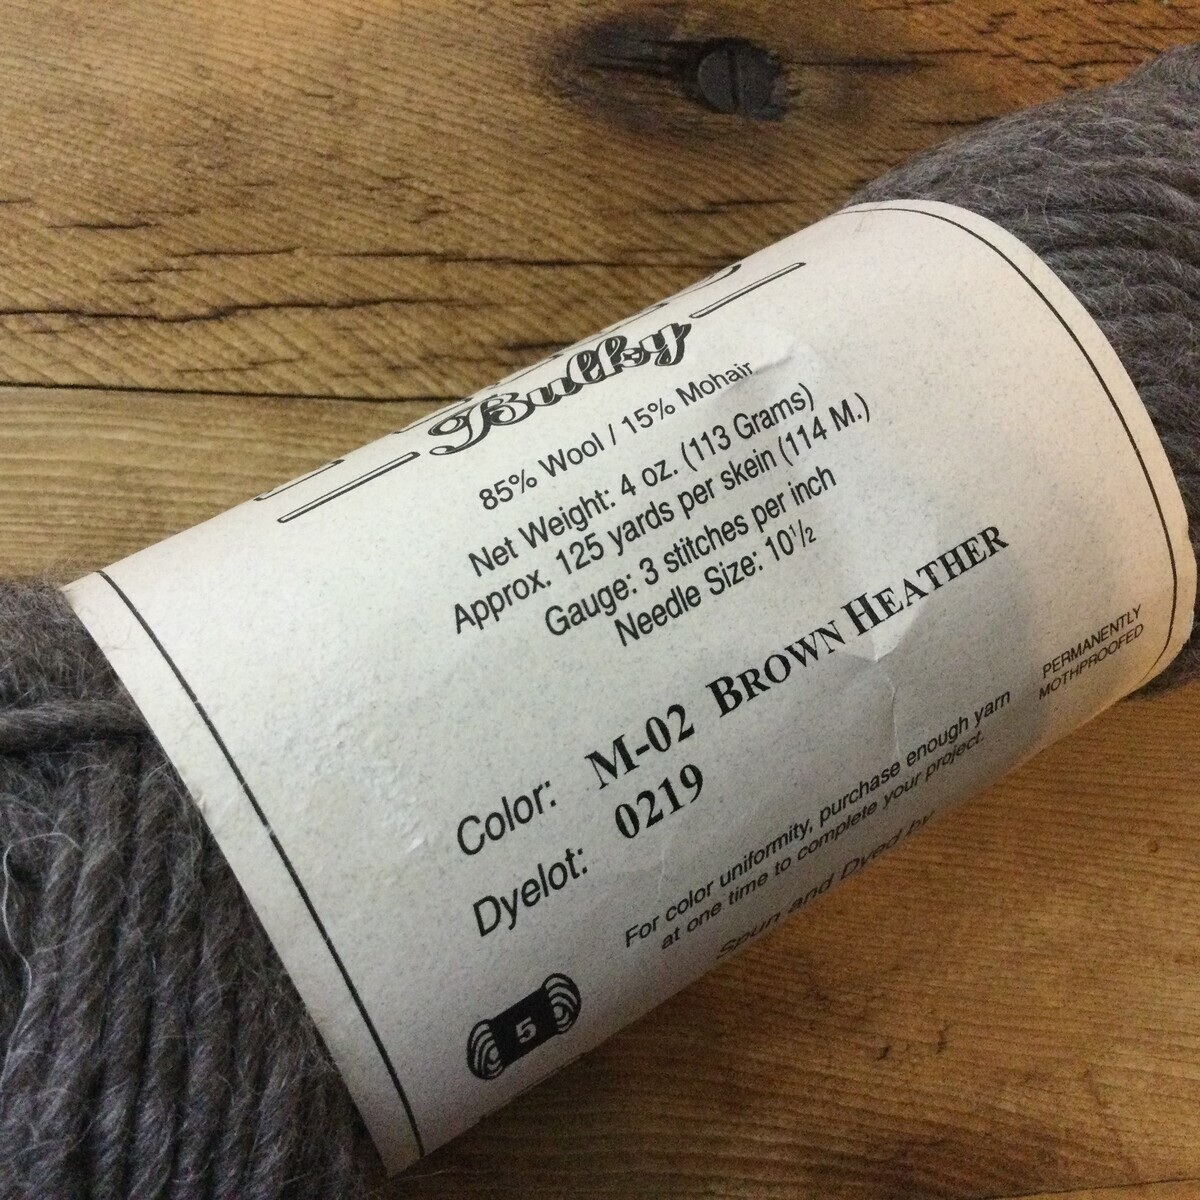 Bulky
85% Wool / 15% Mohair
Net Weight: 4 oz. (113 Grams)
Approx. 125 yards per skein (114 M.)
Gauge: 3 stitches per inch
Needle Size: 10½
Color: M-02 BROWN HEATHER
Dyelot: 0219
PERMANENTLY
MOTHPROOFED
For color uniformity, purchase enough yarn
at one time to complete your project.
Spun and Dyed by
5